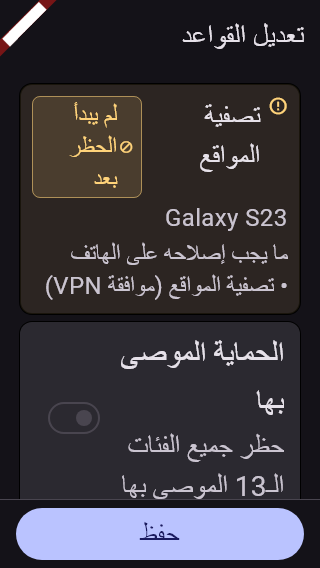 تعديل القواعد
تصفية
المواقع
لم يبدأ
الحظر
بعد
Galaxy S23
ما يجب إصلاحه على الهاتف
• تصفية المواقع (موافقة VPN)
الحماية الموصى
بها
حظر جميع الفئات
الـ13 الموصى بها
حفظ